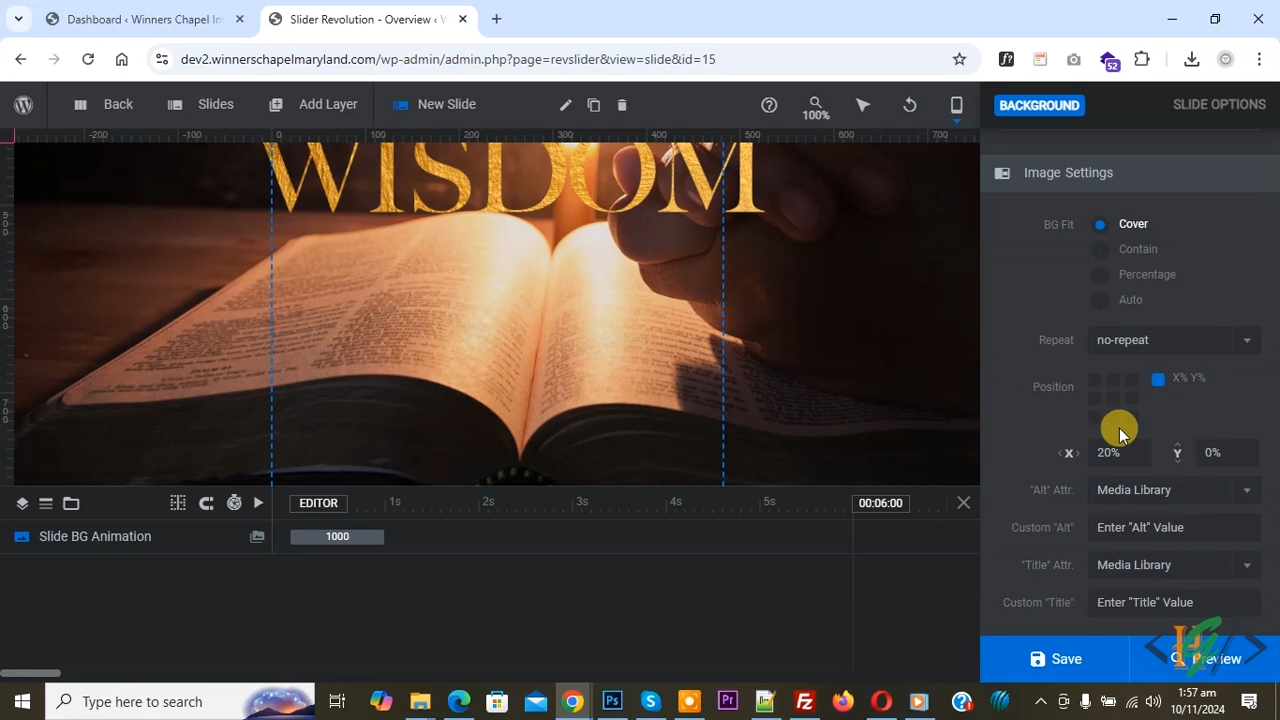 Dashboard ‹ Winners Chapel In
Slider Revolution - Overview ‹ W
dev2.winnerschapelmaryland.com/wp-admin/admin.php?page=revslider&view=slide&id=15
52
Back
Slides
Add Layer
New Slide
100%
BACKGROUND
SLIDE OPTIONS
-200 -100 0 100 200 300 400 500 600 700
500
600
700
WISDOM
Image Settings
BG Fit
Cover
Contain
Percentage
Auto
Repeat
no-repeat
Position
X% Y%
X
20%
Y
0%
"Alt" Attr.
Media Library
Custom "Alt"
Enter "Alt" Value
"Title" Attr.
Media Library
Custom "Title"
Enter "Title" Value
EDITOR
1s 2s 3s 4s 5s
00:06:00
Slide BG Animation
1000
Save
Preview
Type here to search
1:57 am
10/11/2024